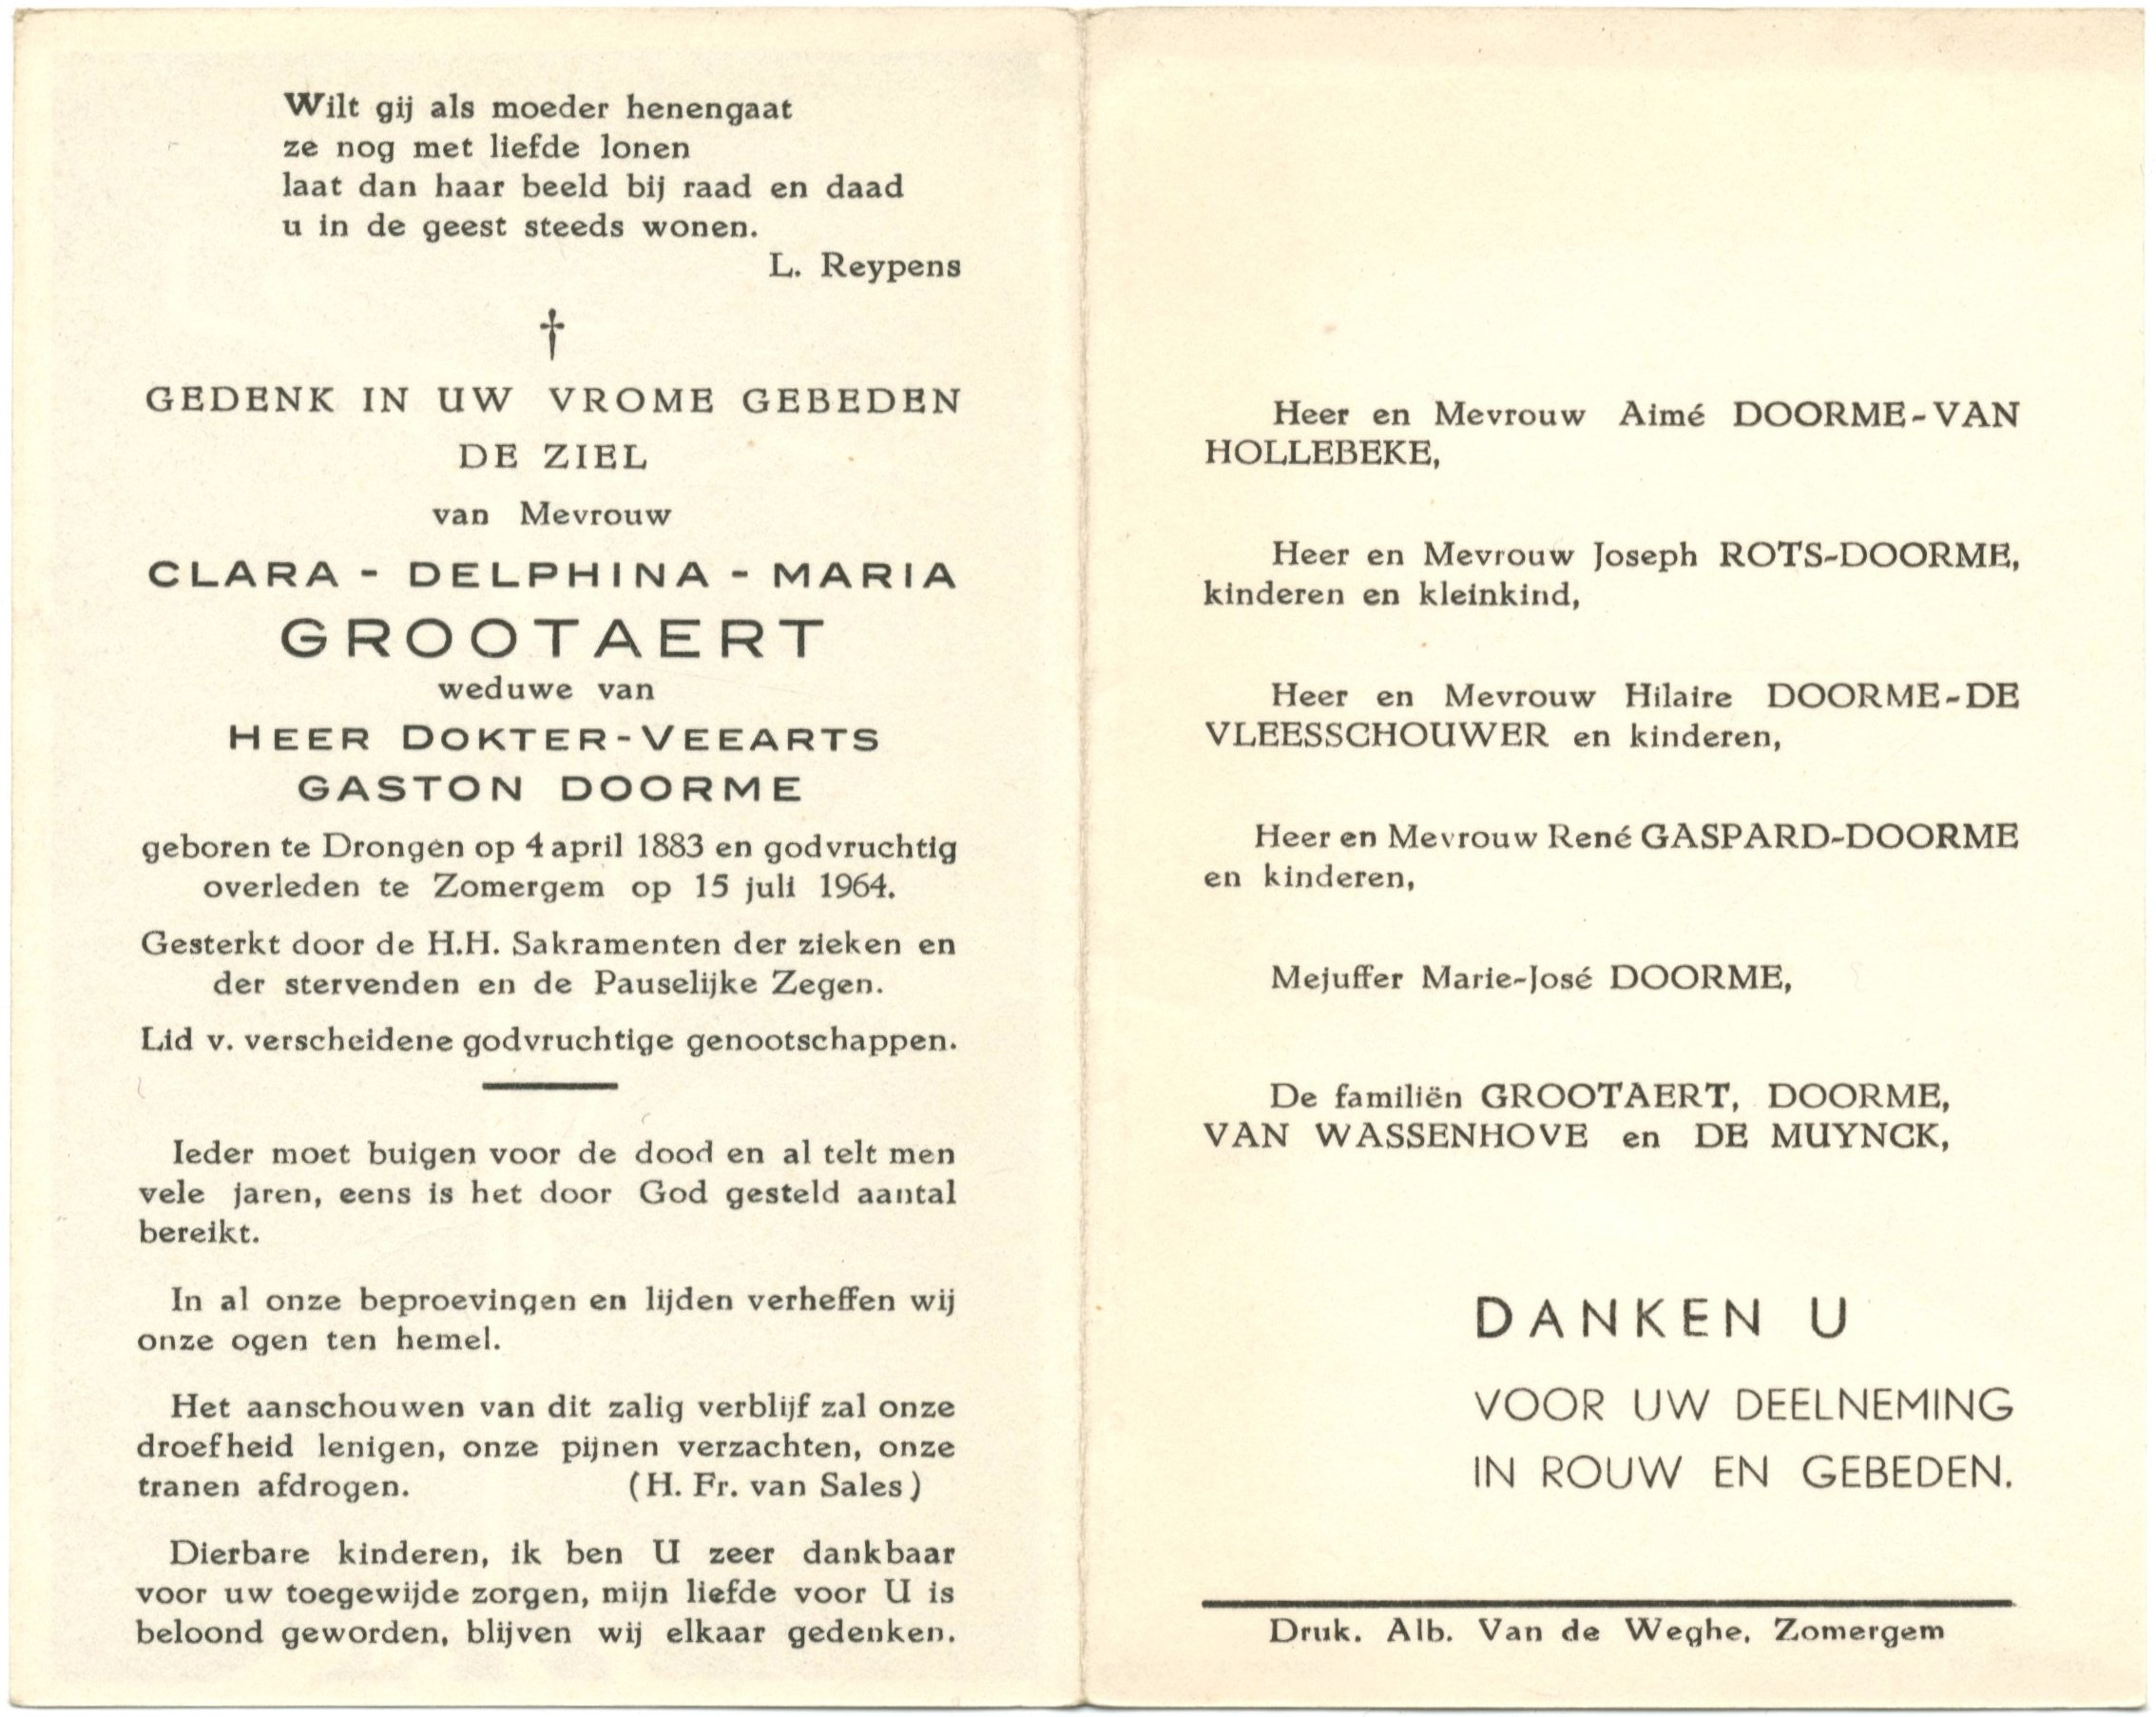 Wilt gij als moeder henengaat
ze nog met liefde lonen
laat dan haar beeld bij raad en daad
u in de geest steeds wonen.
L. Reypens
†
GEDENK IN UW VROME GEBEDEN
DE ZIEL
van Mevrouw
CLARA - DELPHINA - MARIA
GROOTAERT
weduwe van
HEER DOKTER-VEEARTS
GASTON DOORME
geboren te Drongen op 4 april 1883 en godvruchtig
overleden te Zomergem op 15 juli 1964.
Gesterkt door de H.H. Sakramenten der zieken en
der stervenden en de Pauselijke Zegen.
Lid v. verscheidene godvruchtige genootschappen.
Ieder moet buigen voor de dood en al telt men
vele jaren, eens is het door God gesteld aantal
bereikt.
In al onze beproevingen en lijden verheffen wij
onze ogen ten hemel.
Het aanschouwen van dit zalig verblijf zal onze
droefheid lenigen, onze pijnen verzachten, onze
tranen afdrogen. (H. Fr. van Sales)
Dierbare kinderen, ik ben U zeer dankbaar
voor uw toegewijde zorgen, mijn liefde voor U is
beloond geworden, blijven wij elkaar gedenken.
Heer en Mevrouw Aimé DOORME-VAN
HOLLEBEKE,
Heer en Mevrouw Joseph ROTS-DOORME,
kinderen en kleinkind,
Heer en Mevrouw Hilaire DOORME-DE
VLEESSCHOUWER en kinderen,
Heer en Mevrouw René GASPARD-DOORME
en kinderen,
Mejuffer Marie-José DOORME,
De familiën GROOTAERT, DOORME,
VAN WASSENHOVE en DE MUYNCK,
DANKEN U
VOOR UW DEELNEMING
IN ROUW EN GEBEDEN.
Druk. Alb. Van de Weghe, Zomergem